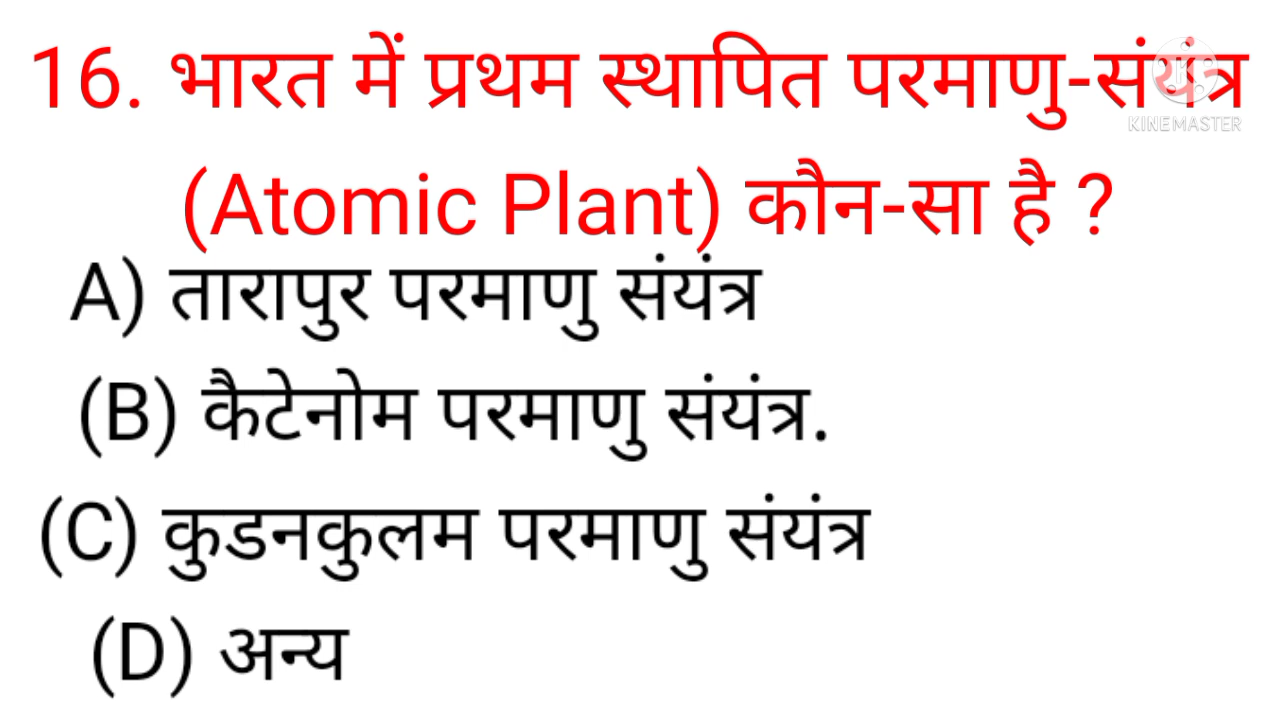 16. भारत में प्रथम स्थापित परमाणु-संयंत्र
KINEMASTER
(Atomic Plant) कौन-सा है ?
A) तारापुर परमाणु संयंत्र
(B) कैटेनोम परमाणु संयंत्र.
(C) कुडनकुलम परमाणु संयंत्र
(D) अन्य